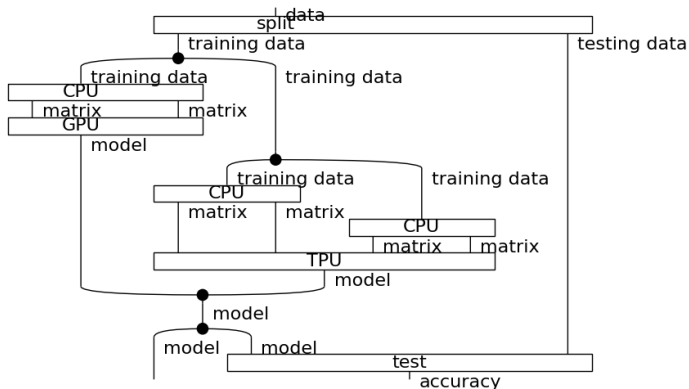 data
split
training data
testing data
training data
training data
CPU
matrix
matrix
GPU
model
training data
training data
CPU
matrix
matrix
CPU
matrix
matrix
TPU
model
model
model
model
test
accuracy